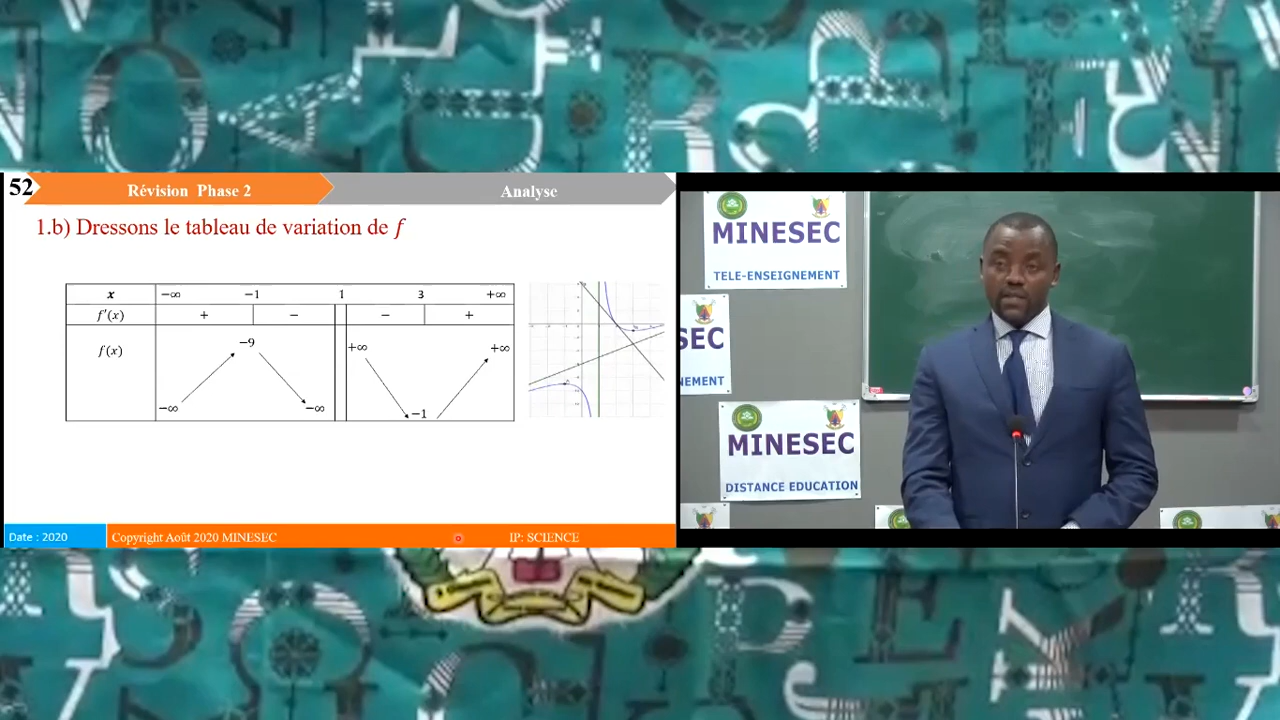 52
Révision Phase 2
Analyse
1.b) Dressons le tableau de variation de f
x −∞ −1 1 3 +∞
f′(x) + − − +
−9
f(x) +∞ +∞
−∞ −∞ −1
Date : 2020
Copyright Août 2020 MINESEC
IP: SCIENCE
MINESEC
TELE-ENSEIGNEMENT
SEC
NEMENT
MINESEC
DISTANCE EDUCATION